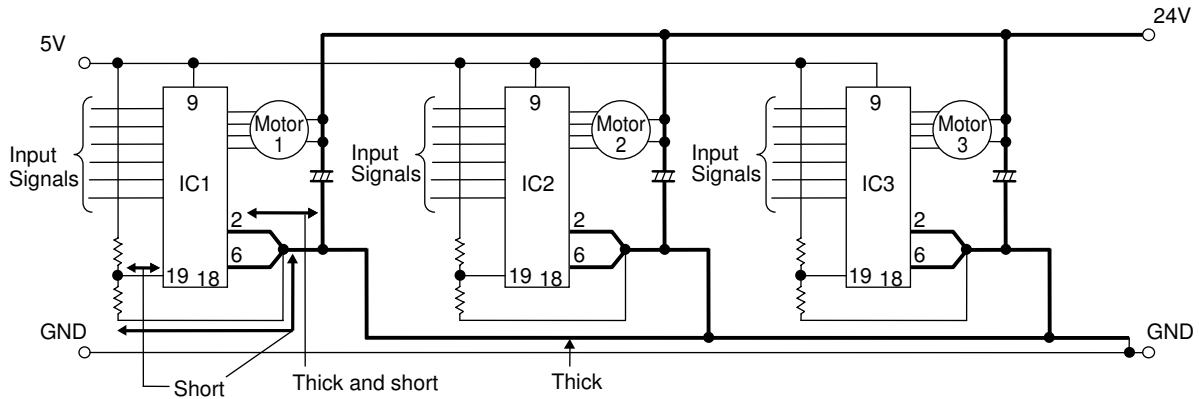 24V
5V
9
9
9
Motor
1
Motor
2
Motor
3
Input
Signals
Input
Signals
Input
Signals
IC1
IC2
IC3
2
2
2
6
6
6
19 18
19 18
19 18
GND
GND
Short
Thick and short
Thick